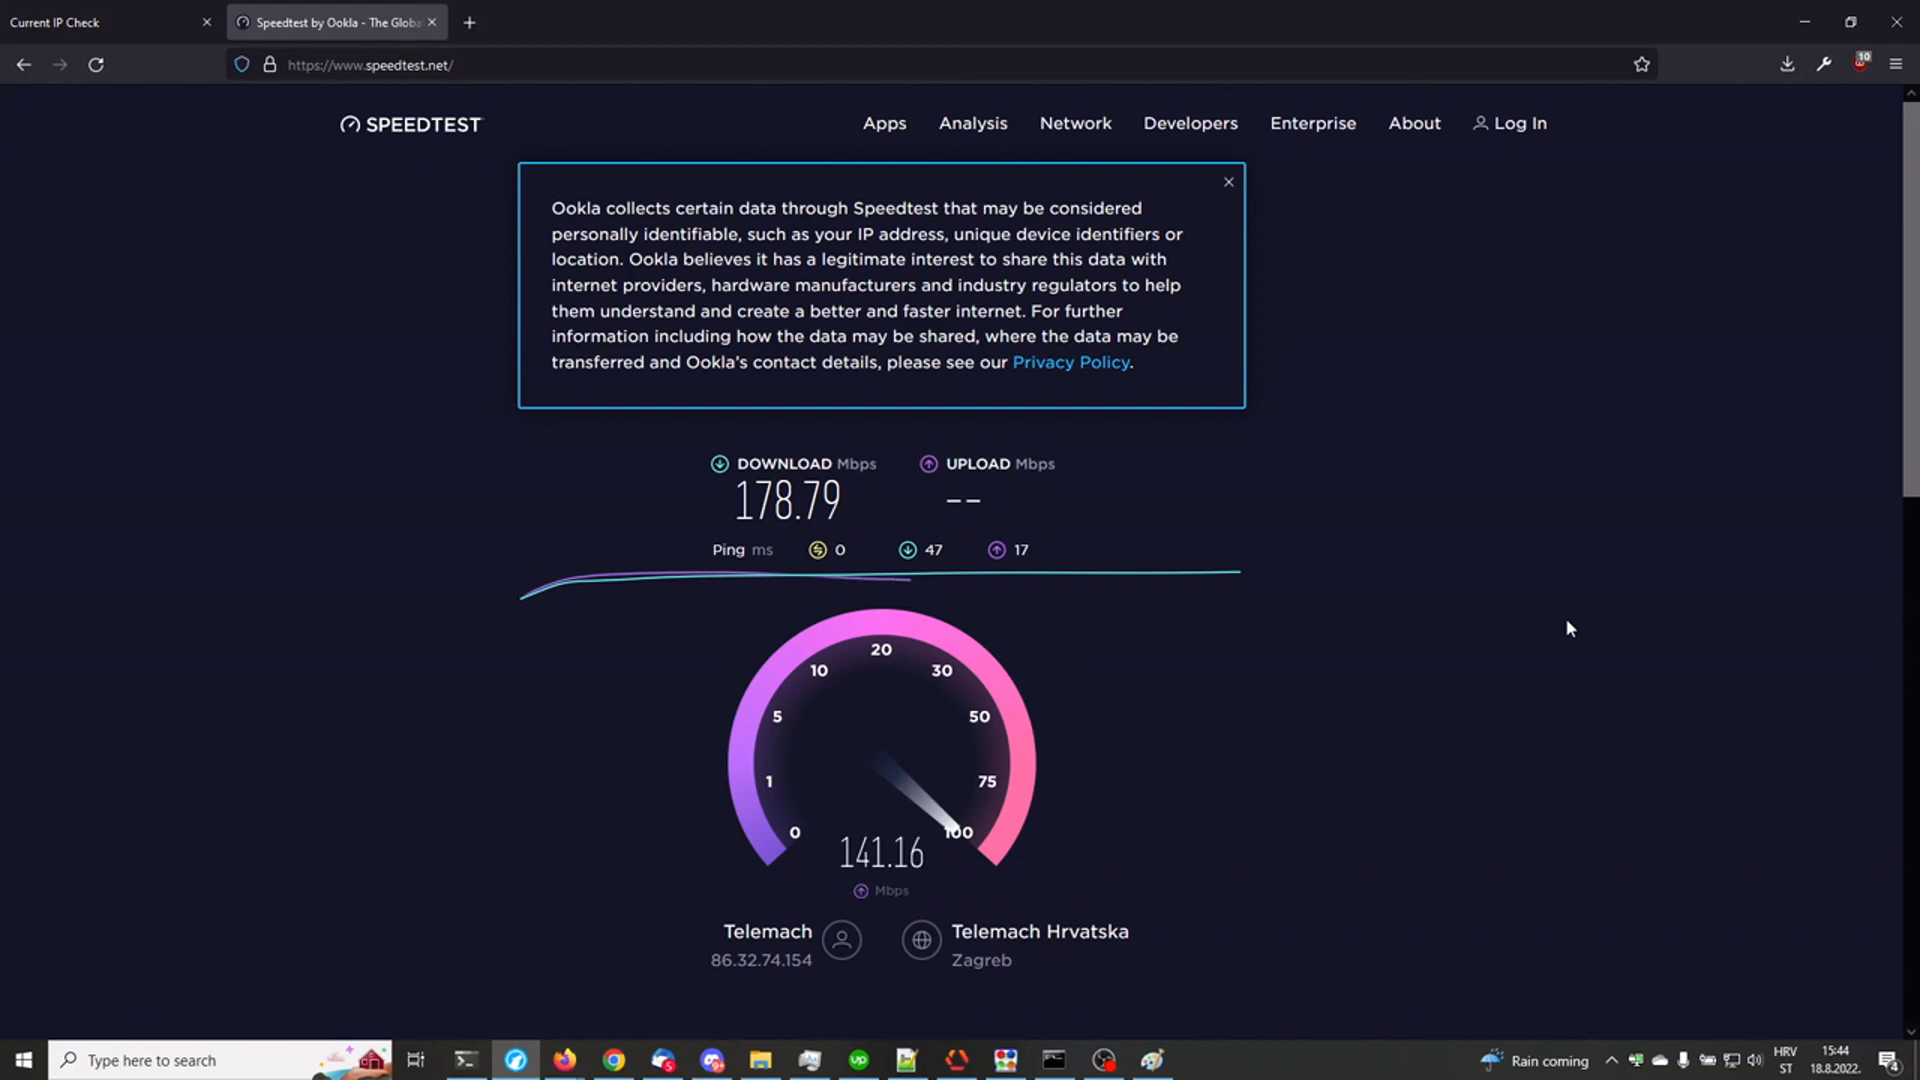 Current IP Check
Speedtest by Ookla - The Globa
https://www.speedtest.net/
10
SPEEDTEST
Apps
Analysis
Network
Developers
Enterprise
About
Log In
Ookla collects certain data through Speedtest that may be considered
personally identifiable, such as your IP address, unique device identifiers or
location. Ookla believes it has a legitimate interest to share this data with
internet providers, hardware manufacturers and industry regulators to help
them understand and create a better and faster internet. For further
information including how the data may be shared, where the data may be
transferred and Ookla's contact details, please see our Privacy Policy.
DOWNLOAD Mbps
UPLOAD Mbps
178.79
--
Ping ms 0 47 17
20
10 30
5 50
1 75
0 100
141.16
Mbps
Telemach
86.32.74.154
Telemach Hrvatska
Zagreb
Type here to search
up
Rain coming
HRV
ST
15:44
18.8.2022.
4